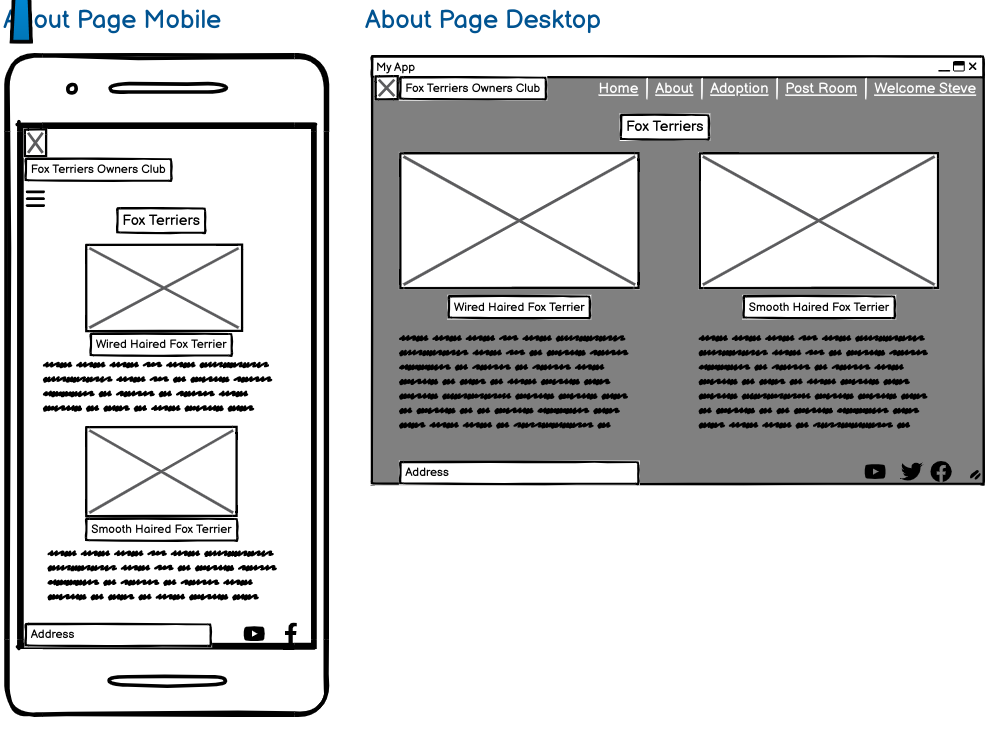 About Page Mobile
Fox Terriers Owners Club
Fox Terriers
Wired Haired Fox Terrier
Smooth Haired Fox Terrier
Address
About Page Desktop
My App
Fox Terriers Owners Club
Home About Adoption Post Room Welcome Steve
Fox Terriers
Wired Haired Fox Terrier
Smooth Haired Fox Terrier
Address